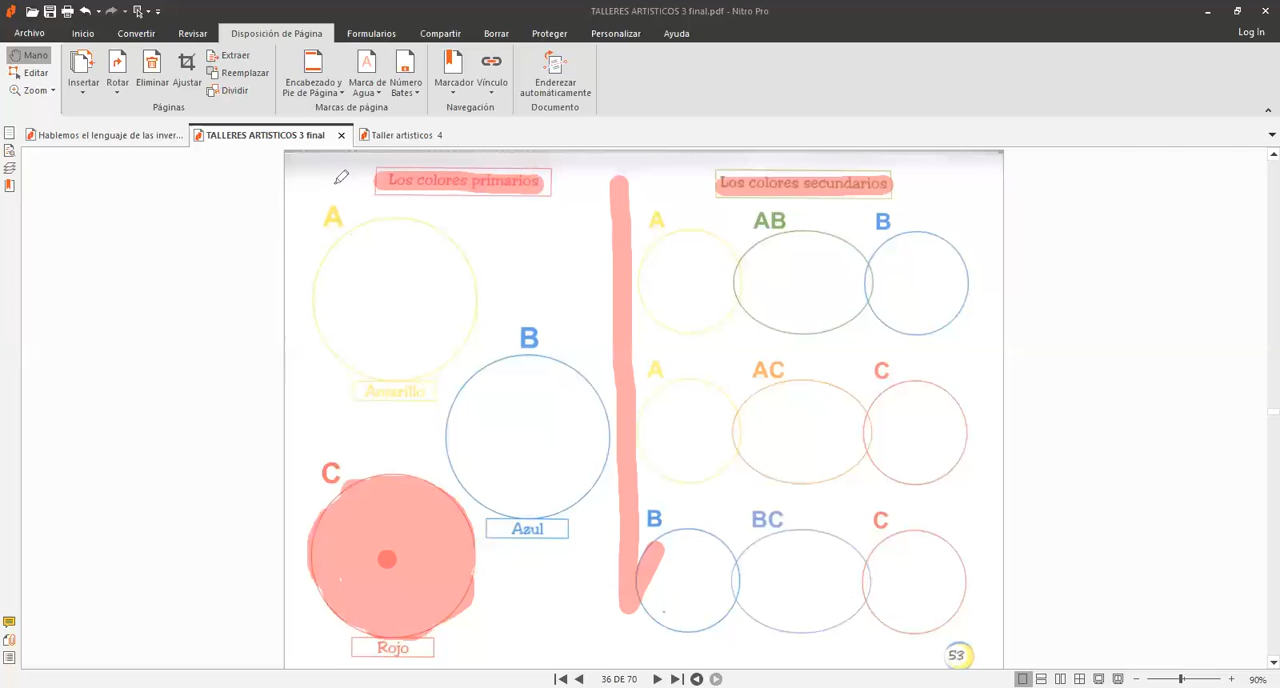 TALLERES ARTISTICOS 3 final.pdf - Nitro Pro
Archivo Inicio Convertir Revisar Disposición de Página Formularios Compartir Borrar Proteger Personalizar Ayuda Log In
Mano
Editar
Zoom
Insertar
Rotar
Eliminar
Ajustar
Extraer
Reemplazar
Dividir
Páginas
Encabezado y
Pie de Página
Marca de
Agua
Número
Bates
Marcas de página
Marcador
Vínculo
Navegación
Enderezar
automáticamente
Documento
Hablemos el lenguaje de las inver...
TALLERES ARTISTICOS 3 final
Taller artisticos 4
Los colores primarios
A
Amarillo
B
Azul
C
Rojo
Los colores secundarios
A AB B
A AC C
B BC C
53
36 DE 70
90%